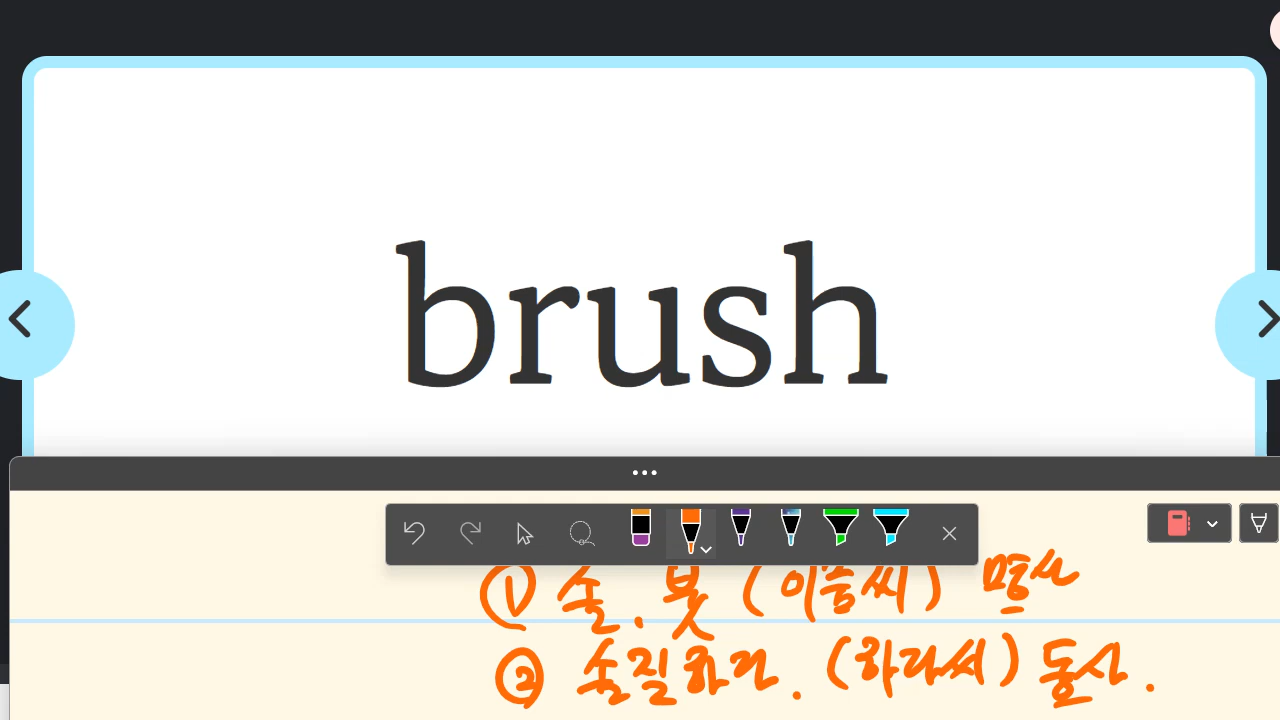 brush
① 솔. 붓 (이름씨) 명사
② 솔질하다. (하다씨) 동사.